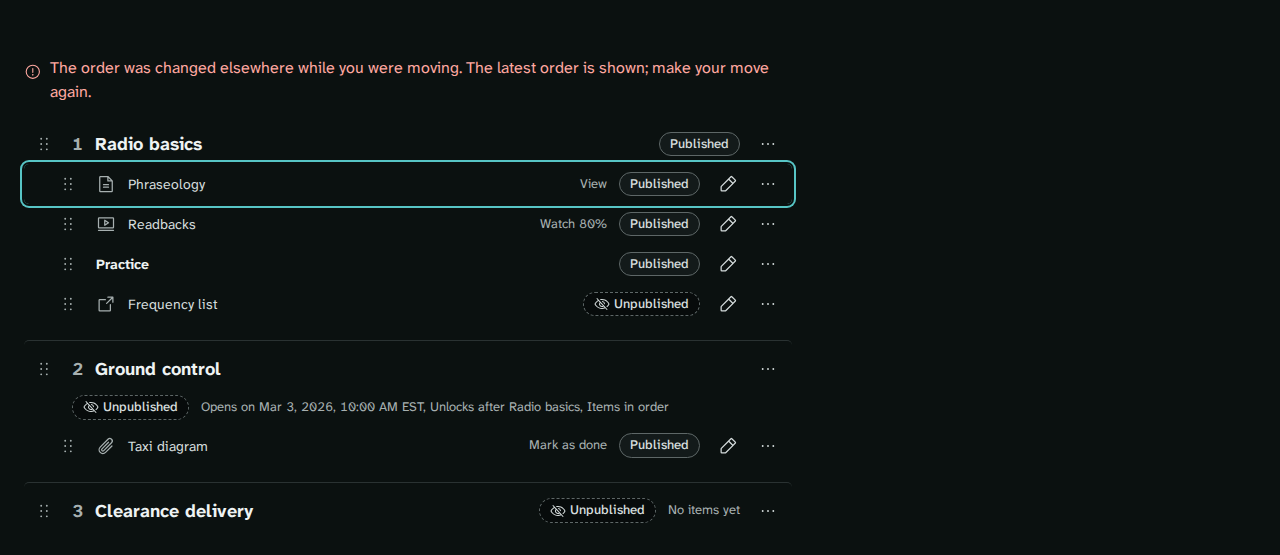 The order was changed elsewhere while you were moving. The latest order is shown; make your move
again.
1 Radio basics Published
Phraseology View Published
Readbacks Watch 80% Published
Practice Published
Frequency list Unpublished
2 Ground control
Unpublished Opens on Mar 3, 2026, 10:00 AM EST, Unlocks after Radio basics, Items in order
Taxi diagram Mark as done Published
3 Clearance delivery Unpublished No items yet